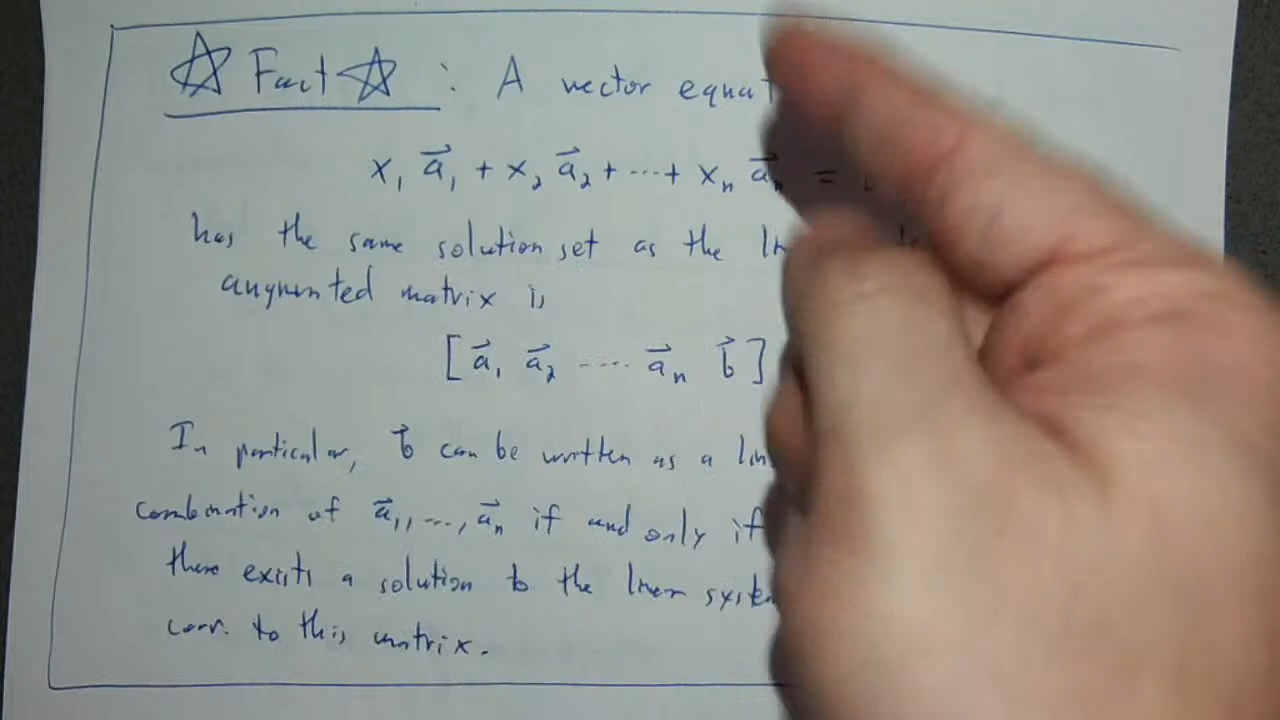 ☆ Fact ☆ : A vector equat
x₁ a⃗₁ + x₂ a⃗₂ + ··· + xₙ a⃗ₙ =
has the same solution set as the
augmented matrix is
[ a⃗₁ a⃗₂ ···· a⃗ₙ b⃗ ]
In particular, b⃗ can be written as a lin
combination of a⃗₁, ..., a⃗ₙ if and only if
there exists a solution to the linear syste
corr. to this matrix.